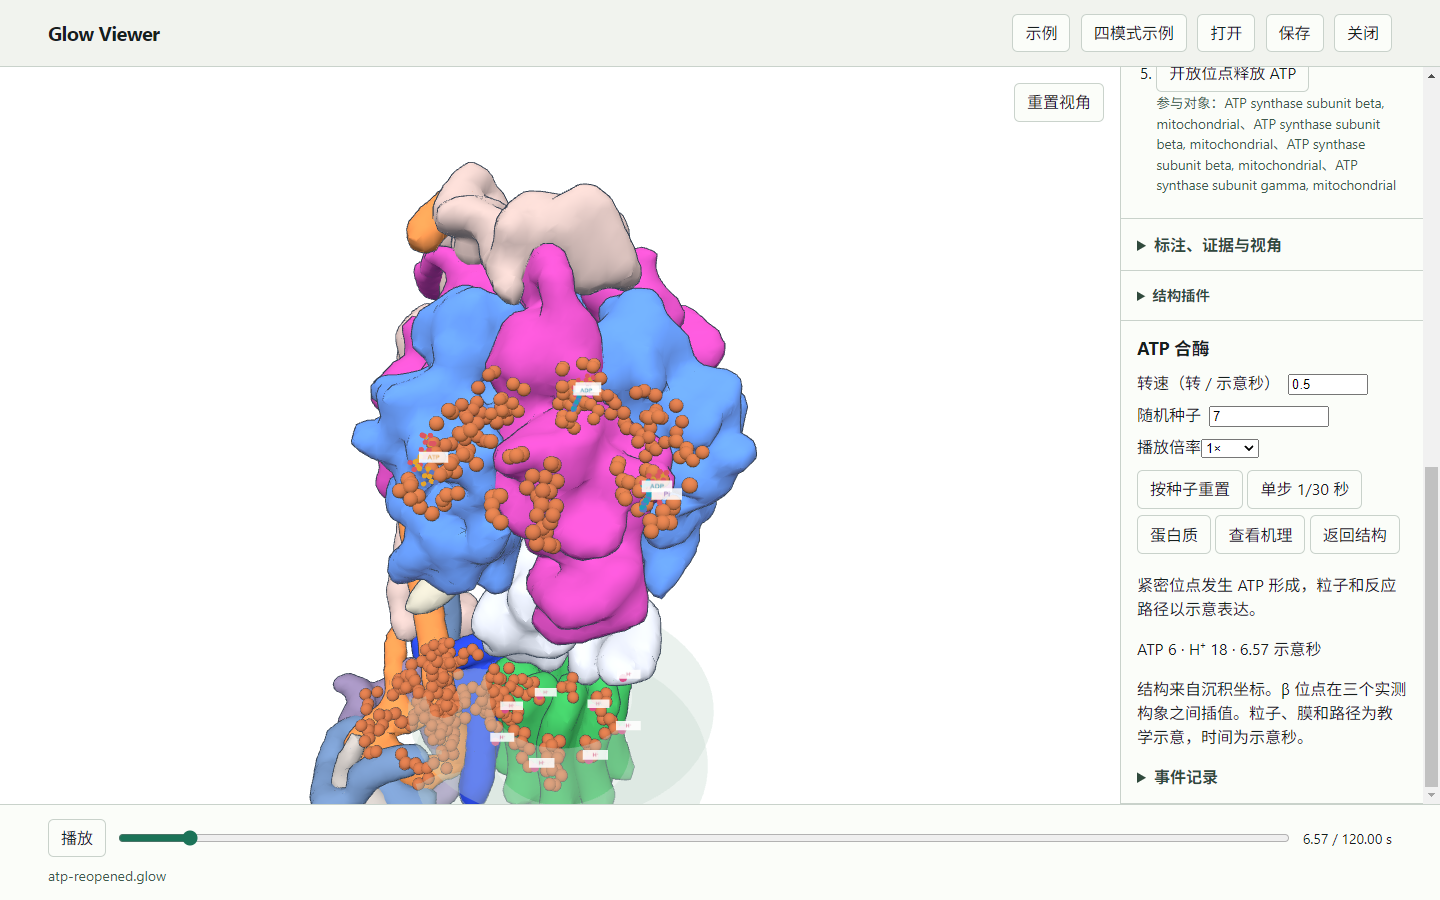 Glow Viewer
示例
四模式示例
打开
保存
关闭
重置视角
5. 开放位点释放 ATP
参与对象：ATP synthase subunit beta,
mitochondrial、ATP synthase subunit
beta, mitochondrial、ATP synthase
subunit beta, mitochondrial、ATP
synthase subunit gamma, mitochondrial
标注、证据与视角
结构插件
ATP 合酶
转速（转 / 示意秒） 0.5
随机种子 7
播放倍率 1×
按种子重置 单步 1/30 秒
蛋白质 查看机理 返回结构
紧密位点发生 ATP 形成，粒子和反应
路径以示意表达。
ATP 6 · H⁺ 18 · 6.57 示意秒
结构来自沉积坐标。β 位点在三个实测
构象之间插值。粒子、膜和路径为教
学示意，时间为示意秒。
事件记录
ADP
ATP
ADP
Pi
播放
6.57 / 120.00 s
atp-reopened.glow